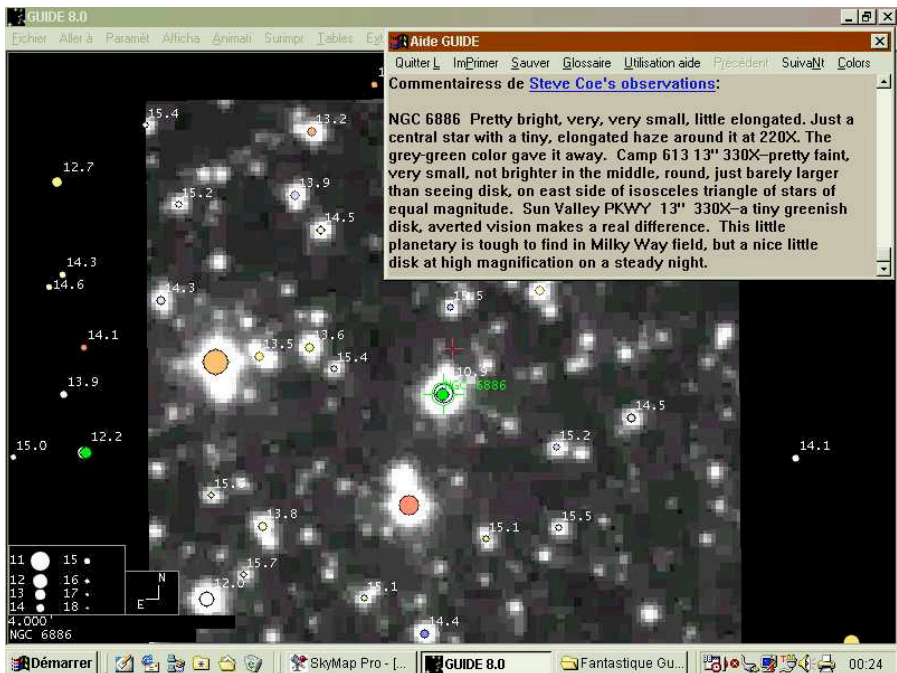 GUIDE 8.0
Fichier Aller à Paramét Afficha Animati Surimpr Tables Ext
Aide GUIDE
Quitter L ImPrimer Sauver Glossaire Utilisation aide Précédent SuivaNt Colors
Commentairess de Steve Coe's observations:
NGC 6886 Pretty bright, very, very small, little elongated. Just a
central star with a tiny, elongated haze around it at 220X. The
grey-green color gave it away. Camp 613 13" 330X-pretty faint,
very small, not brighter in the middle, round, just barely larger
than seeing disk, on east side of isosceles triangle of stars of
equal magnitude. Sun Valley PKWY 13" 330X-a tiny greenish
disk, averted vision makes a real difference. This little
planetary is tough to find in Milky Way field, but a nice little
disk at high magnification on a steady night.
15.4
13.2
12.7
15.2
13.9
14.5
14.3
14.6
14.3
15.5
14.1
13.5
13.6
15.4
10.9
NGC 6886
13.9
14.5
12.2
15.0
15.2
14.1
13.8
15.1
15.5
15.7
12.0
15.1
14.4
11 15
12 16
13 17
14 18
N
E
4.000'
NGC 6886
Démarrer
SkyMap Pro - [...
GUIDE 8.0
Fantastique Gu...
00:24